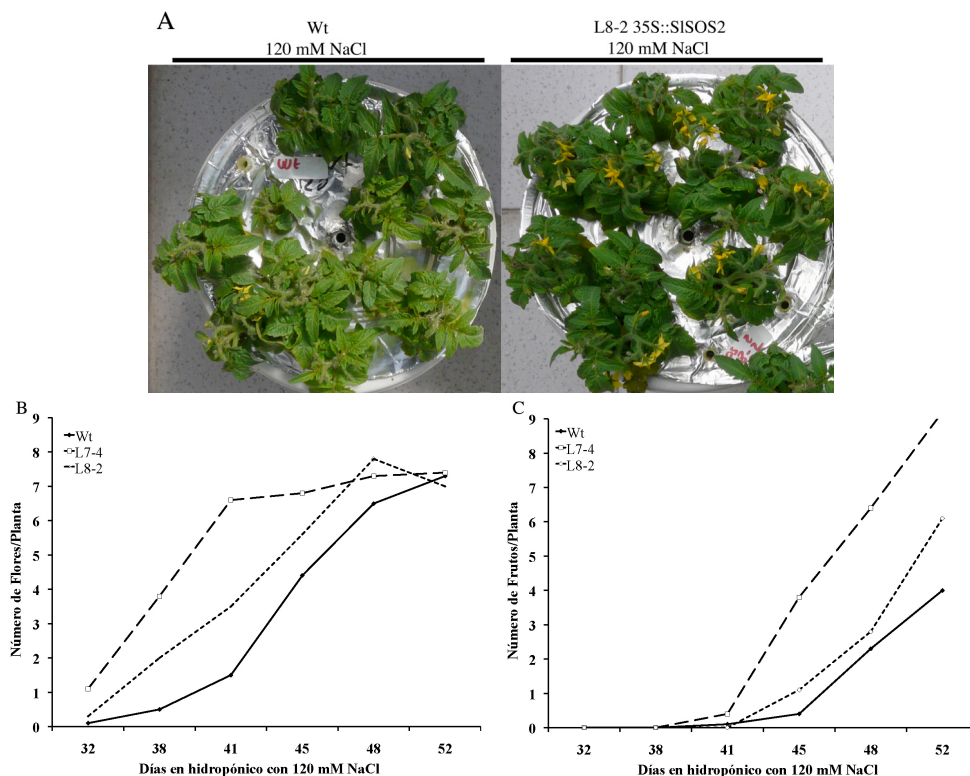 A
Wt
120 mM NaCl
L8-2 35S::SlSOS2
120 mM NaCl
Wt
B
9
8
7
6
5
4
3
2
1
0
Wt
L7-4
L8-2
Número de Flores/Planta
32 38 41 45 48 52
Días en hidropónico con 120 mM NaCl
C
9
8
7
6
5
4
3
2
1
0
Wt
L7-4
L8-2
Número de Frutos/Planta
32 38 41 45 48 52
Días en hidropónico con 120 mM NaCl